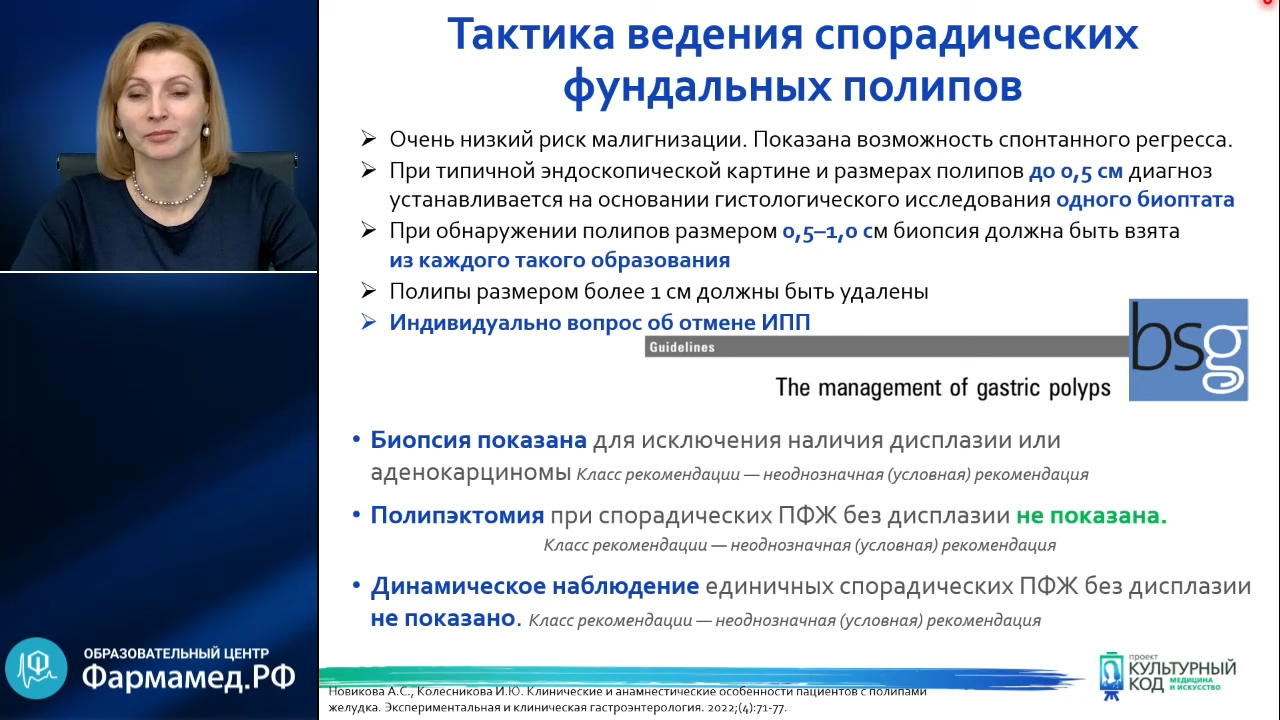 Тактика ведения спорадических
фундальных полипов
Очень низкий риск малигнизации. Показана возможность спонтанного регресса.
При типичной эндоскопической картине и размерах полипов до 0,5 см диагноз
устанавливается на основании гистологического исследования одного биоптата
При обнаружении полипов размером 0,5–1,0 см биопсия должна быть взята
из каждого такого образования
Полипы размером более 1 см должны быть удалены
Индивидуально вопрос об отмене ИПП
Guidelines
bsg
The management of gastric polyps
• Биопсия показана для исключения наличия дисплазии или
аденокарциномы Класс рекомендации — неоднозначная (условная) рекомендация
• Полипэктомия при спорадических ПФЖ без дисплазии не показана.
Класс рекомендации — неоднозначная (условная) рекомендация
• Динамическое наблюдение единичных спорадических ПФЖ без дисплазии
не показано. Класс рекомендации — неоднозначная (условная) рекомендация
ОБРАЗОВАТЕЛЬНЫЙ ЦЕНТР
Фармамед.РФ
проект
КУЛЬТУРНЫЙ
КОД МЕДИЦИНА
И ИСКУССТВО
Новикова А.С., Колесникова И.Ю. Клинические и анамнестические особенности пациентов с полипами
желудка. Экспериментальная и клиническая гастроэнтерология. 2022;(4):71-77.